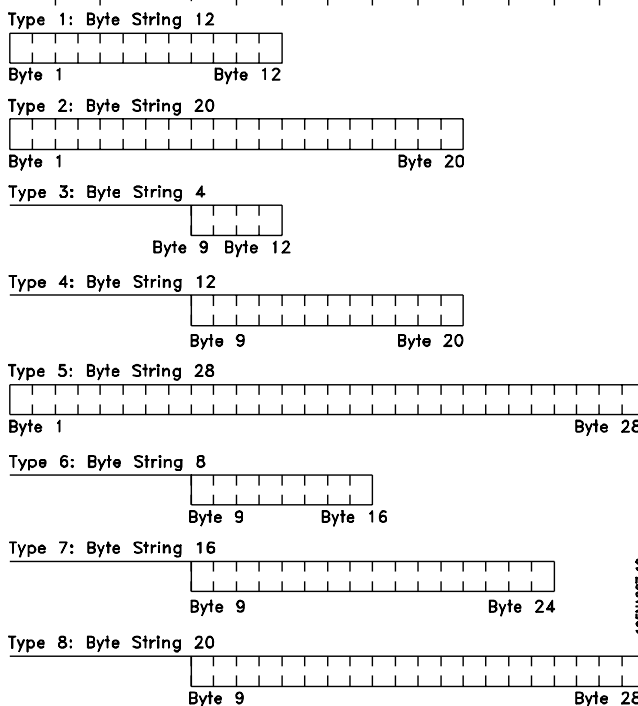 Type 1: Byte String 12
Byte 1 Byte 12
Type 2: Byte String 20
Byte 1 Byte 20
Type 3: Byte String 4
Byte 9 Byte 12
Type 4: Byte String 12
Byte 9 Byte 20
Type 5: Byte String 28
Byte 1 Byte 28
Type 6: Byte String 8
Byte 9 Byte 16
Type 7: Byte String 16
Byte 9 Byte 24
Type 8: Byte String 20
Byte 9 Byte 28